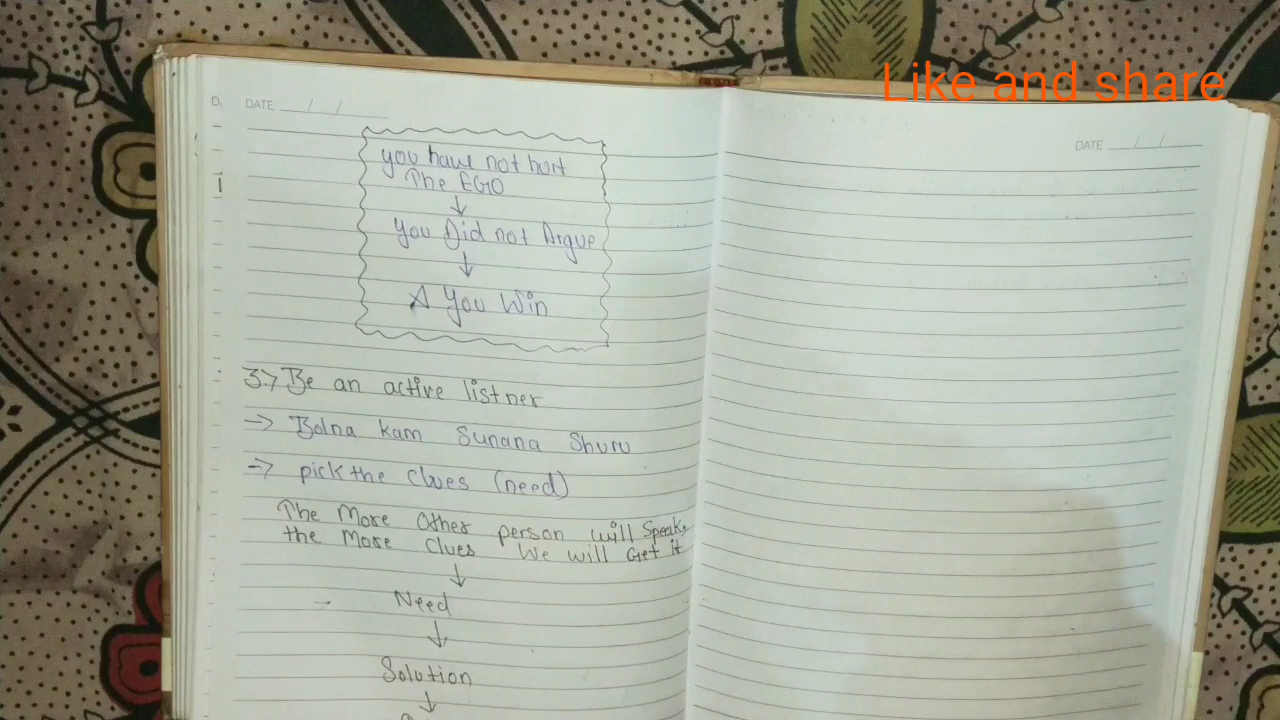 Like and share
DATE / /
DATE / /
you have not hurt
The EGO
↓
you Did not Argue
↓
You Win
3.> Be an active listner
-> Bolna kam Sunana Shuru
-> pick the Clues (need)
The More Other person will Speak,
the More Clues We will Get it
↓
Need
↓
Solution
↓